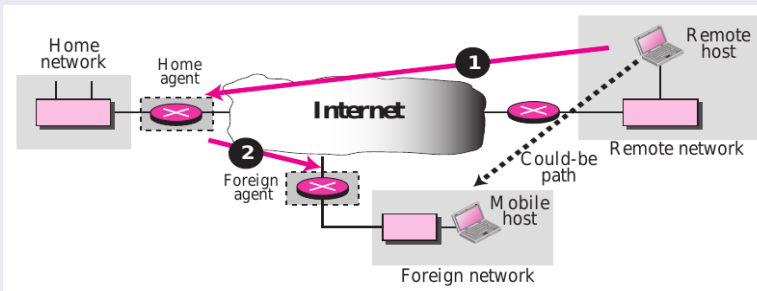 Home
network
Home
agent
1
Remote
host
Internet
2
Foreign
agent
Could-be
path
Remote network
Mobile
host
Foreign network